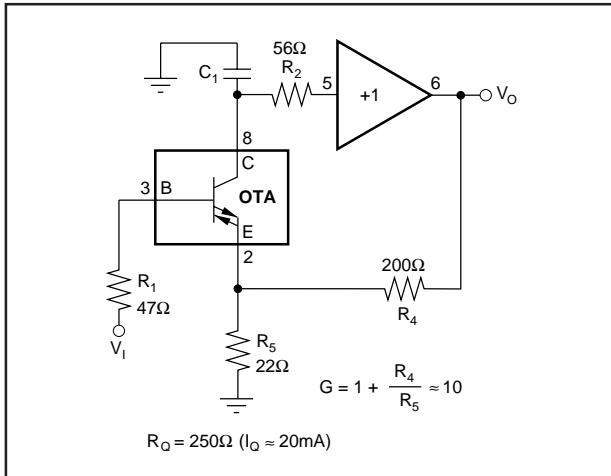 C₁
56Ω
R₂
5
+1
6
V_O
8
C
3 B
OTA
E
2
R₁
47Ω
V_I
200Ω
R₄
R₅
22Ω
G = 1 + R₄/R₅ ≈ 10
R_Q = 250Ω (I_Q ≈ 20mA)